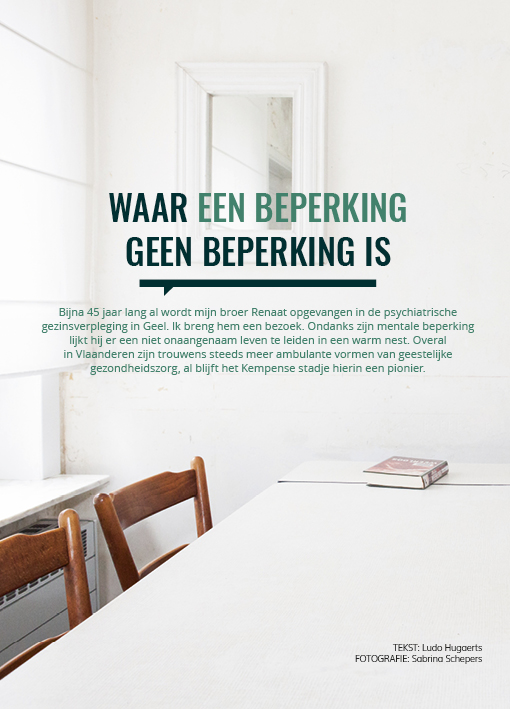 WAAR EEN BEPERKING
GEEN BEPERKING IS
Bijna 45 jaar lang al wordt mijn broer Renaat opgevangen in de psychiatrische
gezinsverpleging in Geel. Ik breng hem een bezoek. Ondanks zijn mentale beperking
lijkt hij er een niet onaangenaam leven te leiden in een warm nest. Overal
in Vlaanderen zijn trouwens steeds meer ambulante vormen van geestelijke
gezondheidszorg, al blijft het Kempense stadje hierin een pionier.
TEKST: Ludo Hugaerts
FOTOGRAFIE: Sabrina Schepers